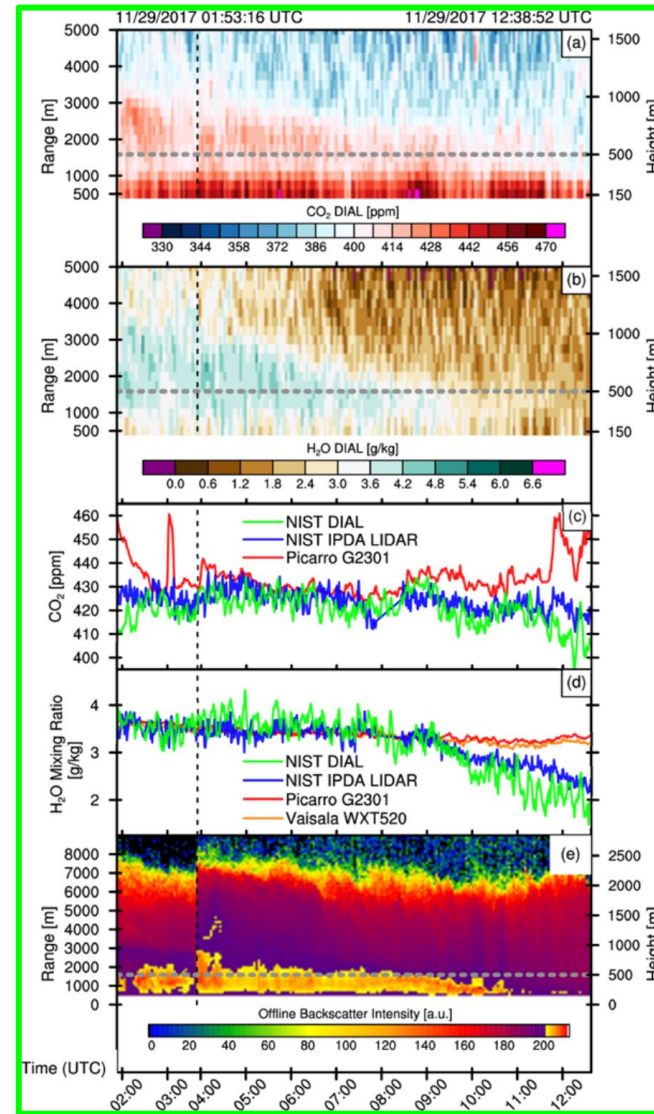 11/29/2017 01:53:16 UTC 11/29/2017 12:38:52 UTC
(a)
5000
4000
3000
2000
1000
500
Range [m]
1500
1000
500
150
Height [m]
CO₂ DIAL [ppm]
330 344 358 372 386 400 414 428 442 456 470
(b)
5000
4000
3000
2000
1000
500
Range [m]
1500
1000
500
150
Height [m]
H₂O DIAL [g/kg]
0.0 0.6 1.2 1.8 2.4 3.0 3.6 4.2 4.8 5.4 6.0 6.6
(c)
460
450
440
430
420
410
400
CO₂ [ppm]
NIST DIAL
NIST IPDA LIDAR
Picarro G2301
(d)
4
3
2
H₂O Mixing Ratio
[g/kg]
NIST DIAL
NIST IPDA LIDAR
Picarro G2301
Vaisala WXT520
(e)
8000
7000
6000
5000
4000
3000
2000
1000
0
Range [m]
2500
2000
1500
1000
500
0
Height [m]
Offline Backscatter Intensity [a.u.]
0 20 40 60 80 100 120 140 160 180 200
Time (UTC)
02:00 03:00 04:00 05:00 06:00 07:00 08:00 09:00 10:00 11:00 12:00